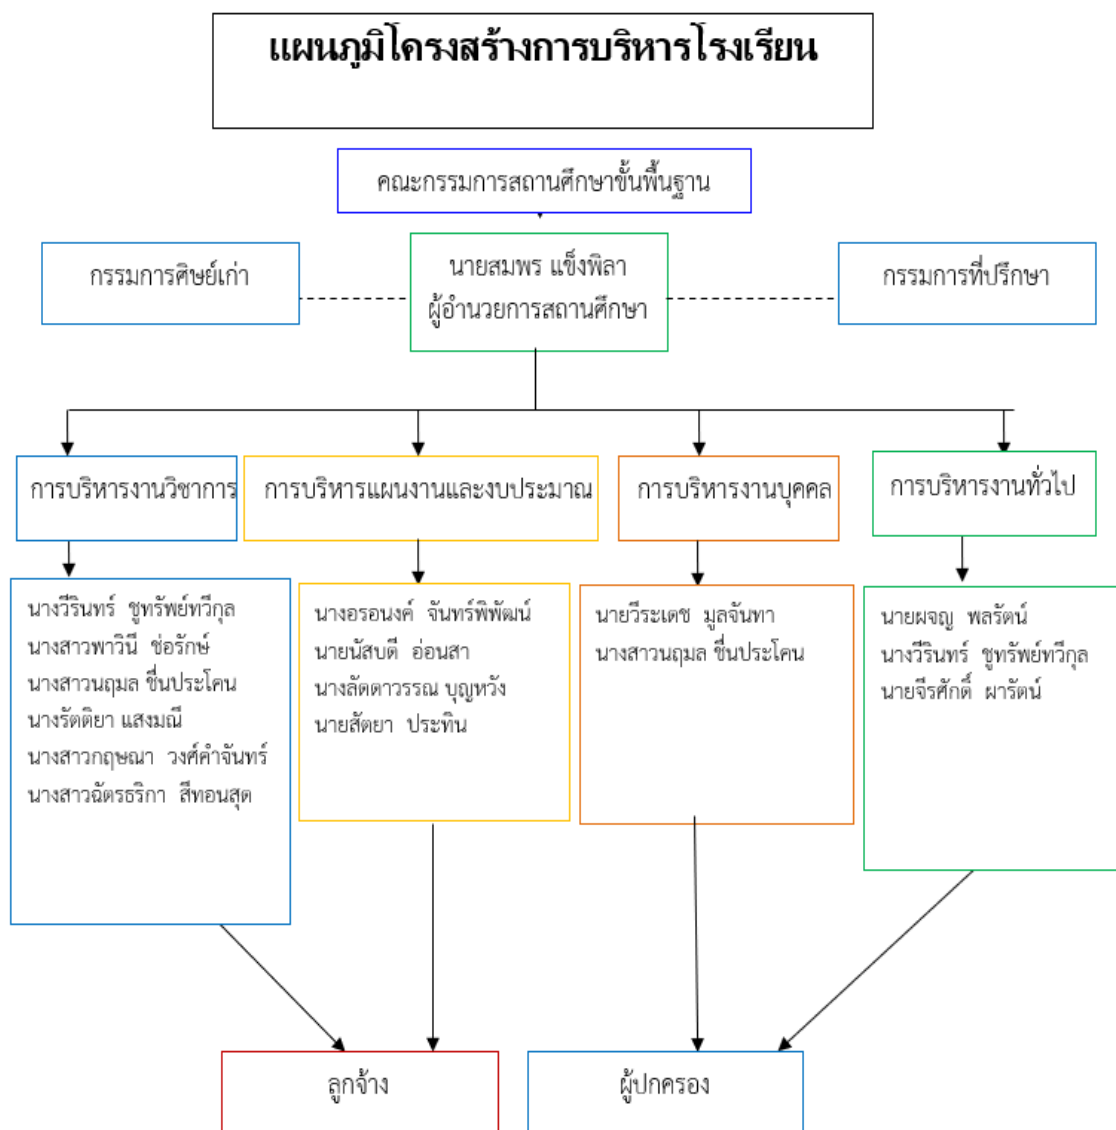 แผนภูมิโครงสร้างการบริหารโรงเรียน
คณะกรรมการสถานศึกษาขั้นพื้นฐาน
กรรมการศิษย์เก่า
นายสมพร แข็งพิลา
ผู้อำนวยการสถานศึกษา
กรรมการที่ปรึกษา
การบริหารงานวิชาการ
การบริหารแผนงานและงบประมาณ
การบริหารงานบุคคล
การบริหารงานทั่วไป
นางวีรินทร์ ชูทรัพย์ทวีกุล
นางสาวพาวินี ช่อรักษ์
นางสาวนฤมล ชื่นประโคน
นางรัตติยา แสงมณี
นางสาวกฤษณา วงศ์คำจันทร์
นางสาวฉัตรธริกา สีทอนสุด
นางอรอนงค์ จันทร์พิพัฒน์
นายนัสบดี อ่อนสา
นางลัดดาวรรณ บุญหวัง
นายสัตยา ประทิน
นายวีระเดช มูลจันทา
นางสาวนฤมล ชื่นประโคน
นายผจญ พลรัตน์
นางวีรินทร์ ชูทรัพย์ทวีกุล
นายจีรศักดิ์ ผารัตน์
ลูกจ้าง
ผู้ปกครอง